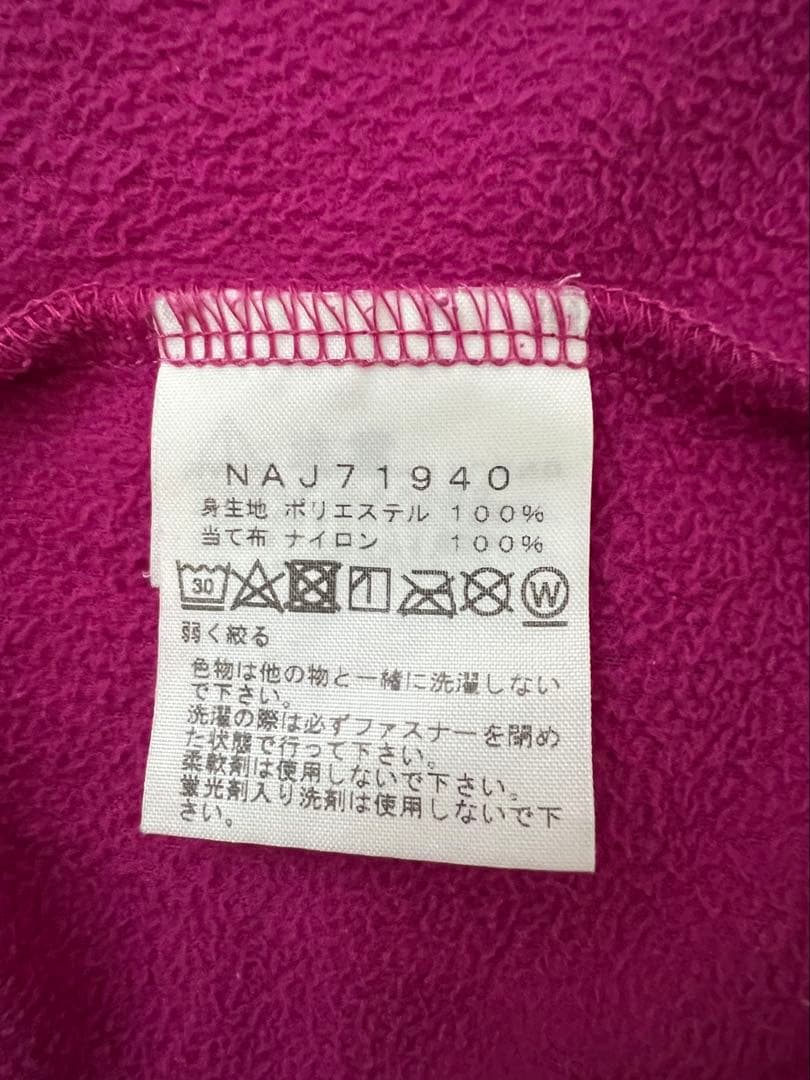 NAJ71940
身生地 ポリエステル 100%
当て布 ナイロン 100%
30 W
弱く絞る
色物は他の物と一緒に洗濯しない
で下さい。
洗濯の際は必ずファスナーを閉め
た状態で行って下さい。
柔軟剤は使用しないで下さい。
蛍光剤入り洗剤は使用しないで下
さい。